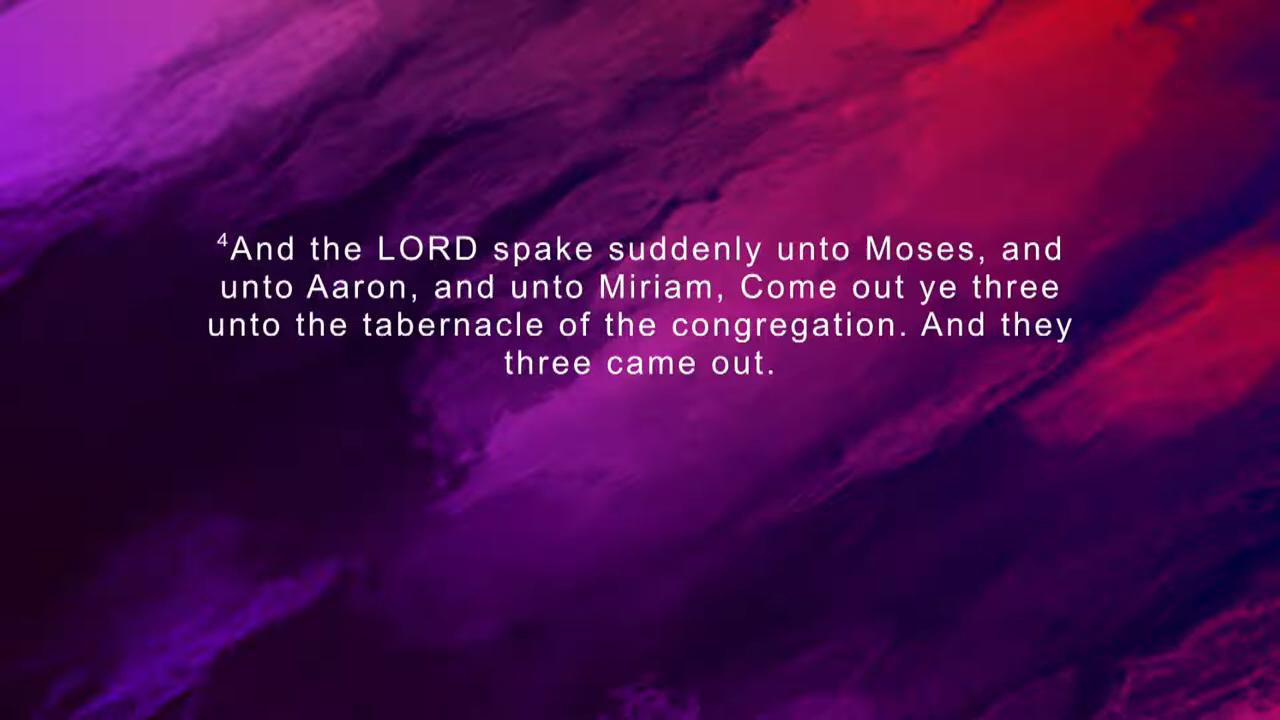 ⁴And the LORD spake suddenly unto Moses, and
unto Aaron, and unto Miriam, Come out ye three
unto the tabernacle of the congregation. And they
three came out.